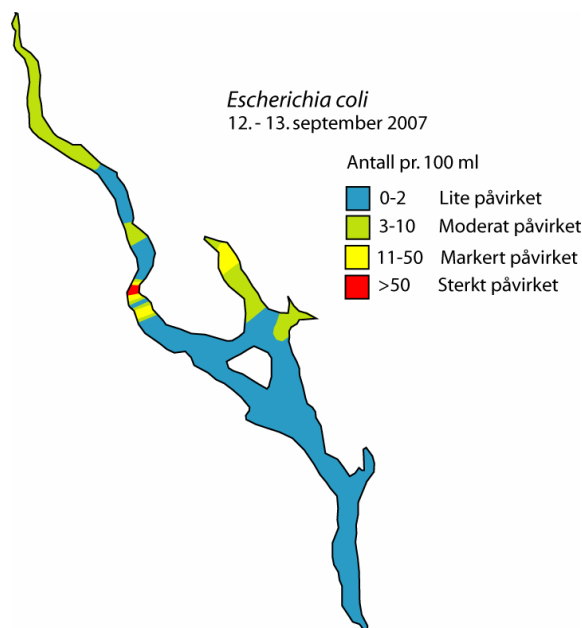 Escherichia coli
12.- 13. september 2007
Antall pr. 100 ml
0-2 Lite påvirket
3-10 Moderat påvirket
11-50 Markert påvirket
>50 Sterkt påvirket